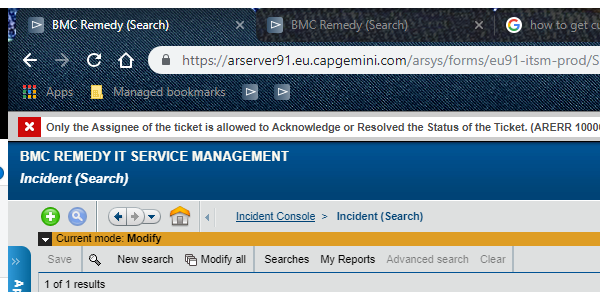 BMC Remedy (Search)
BMC Remedy (Search)
how to get cu
https://arserver91.eu.capgemini.com/arsys/forms/eu91-itsm-prod/S
Apps
Managed bookmarks
Only the Assignee of the ticket is allowed to Acknowledge or Resolved the Status of the Ticket. (ARERR 1000
BMC REMEDY IT SERVICE MANAGEMENT
Incident (Search)
Incident Console > Incident (Search)
Current mode: Modify
Save New search Modify all Searches My Reports Advanced search Clear
1 of 1 results